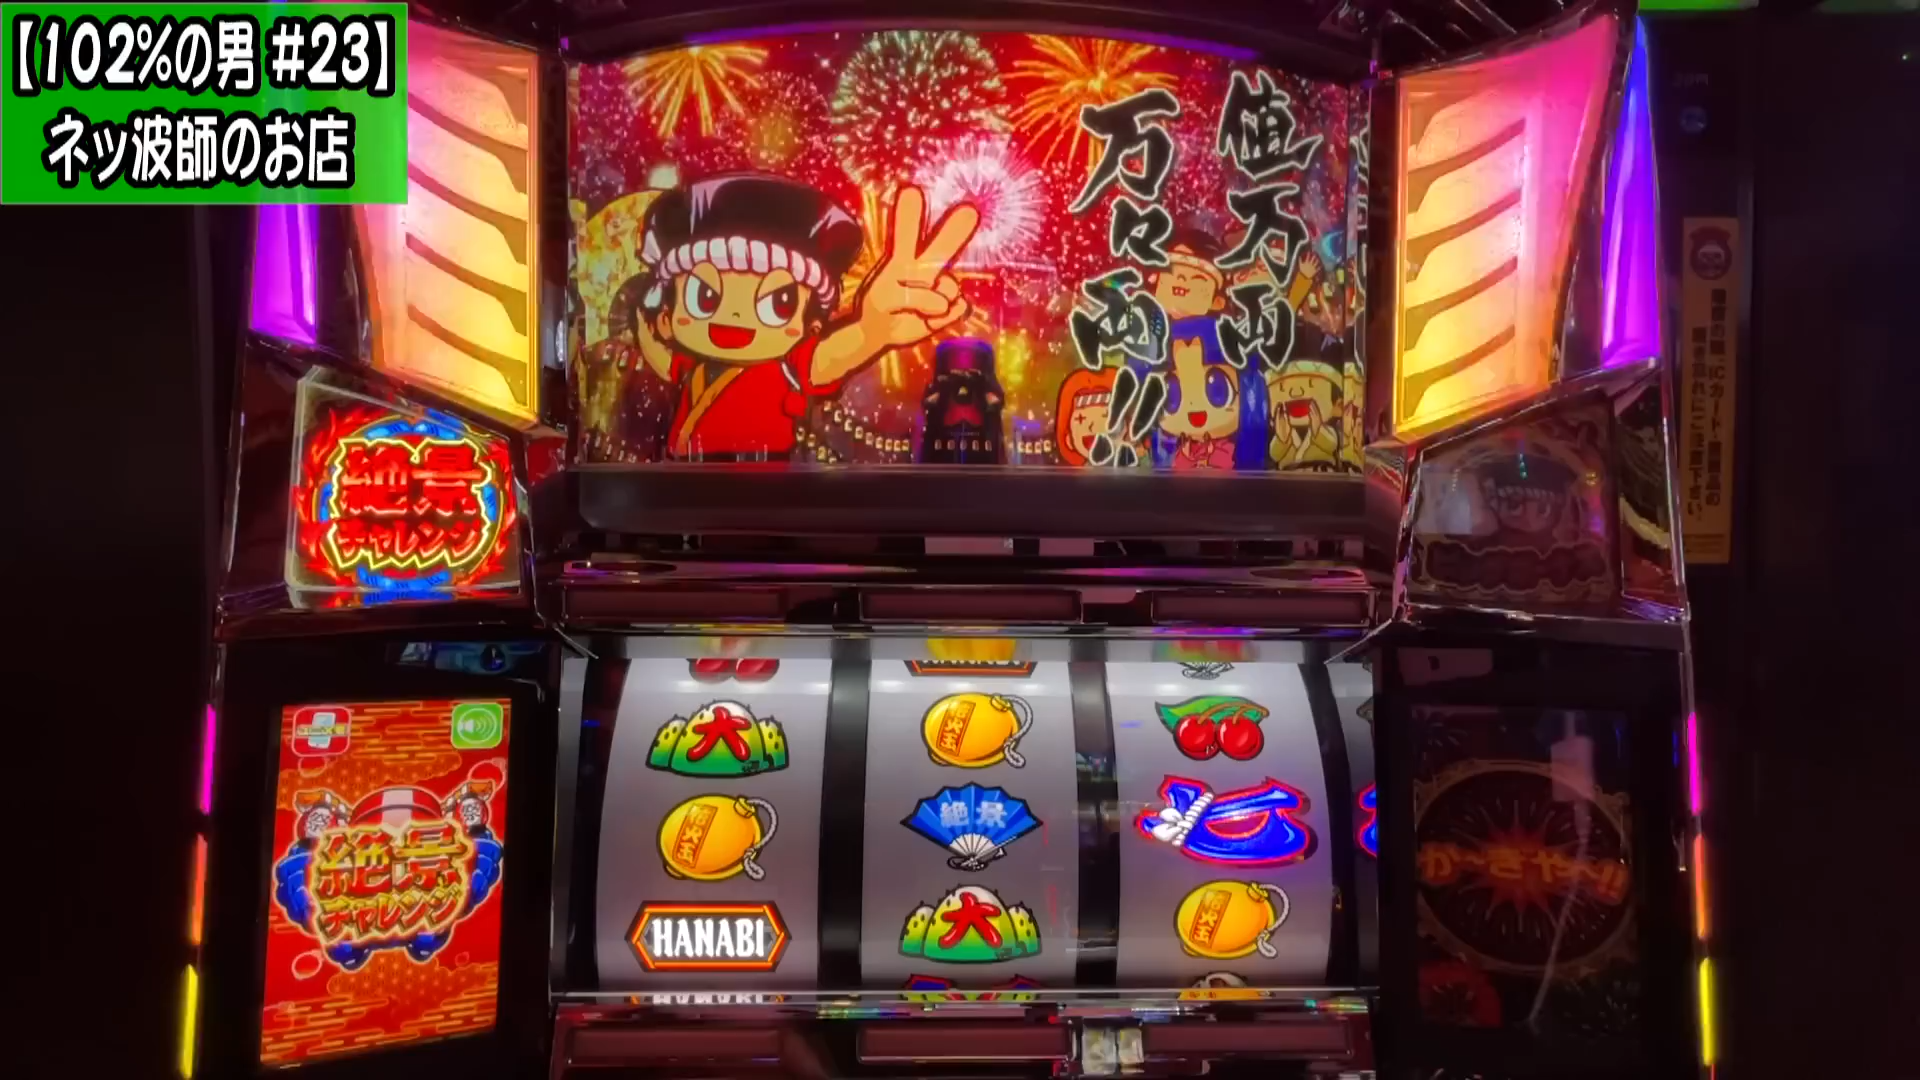 【102%の男 #23】
ネッ波師のお店
値万両
万々両!!
絶景
チャレンジ
絶景
チャレンジ
大
絶景
大
HANABI
か〜ぎや〜!!